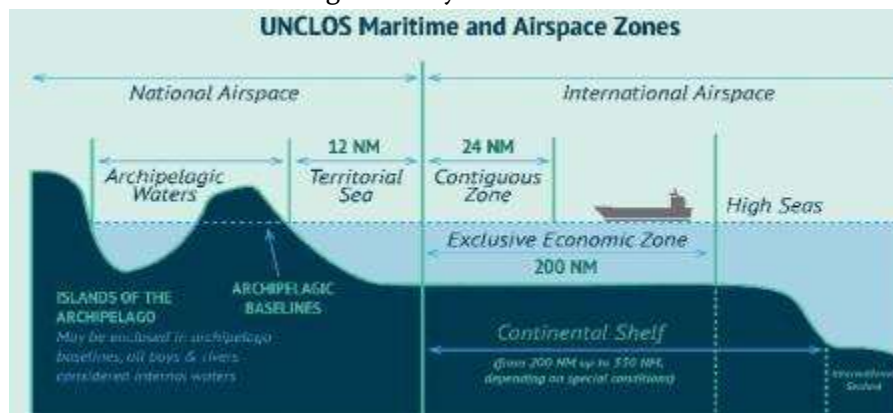 UNCLOS Maritime and Airspace Zones
National Airspace
International Airspace
12 NM
24 NM
Archipelagic
Waters
Territorial
Sea
Contiguous
Zone
High Seas
Exclusive Economic Zone
200 NM
ISLANDS OF THE
ARCHIPELAGO
May be enclosed in archipelago
baselines, all bays & rivers
considered internal waters
ARCHIPELAGIC
BASELINES
Continental Shelf
(from 200 NM up to 350 NM,
depending on special conditions)